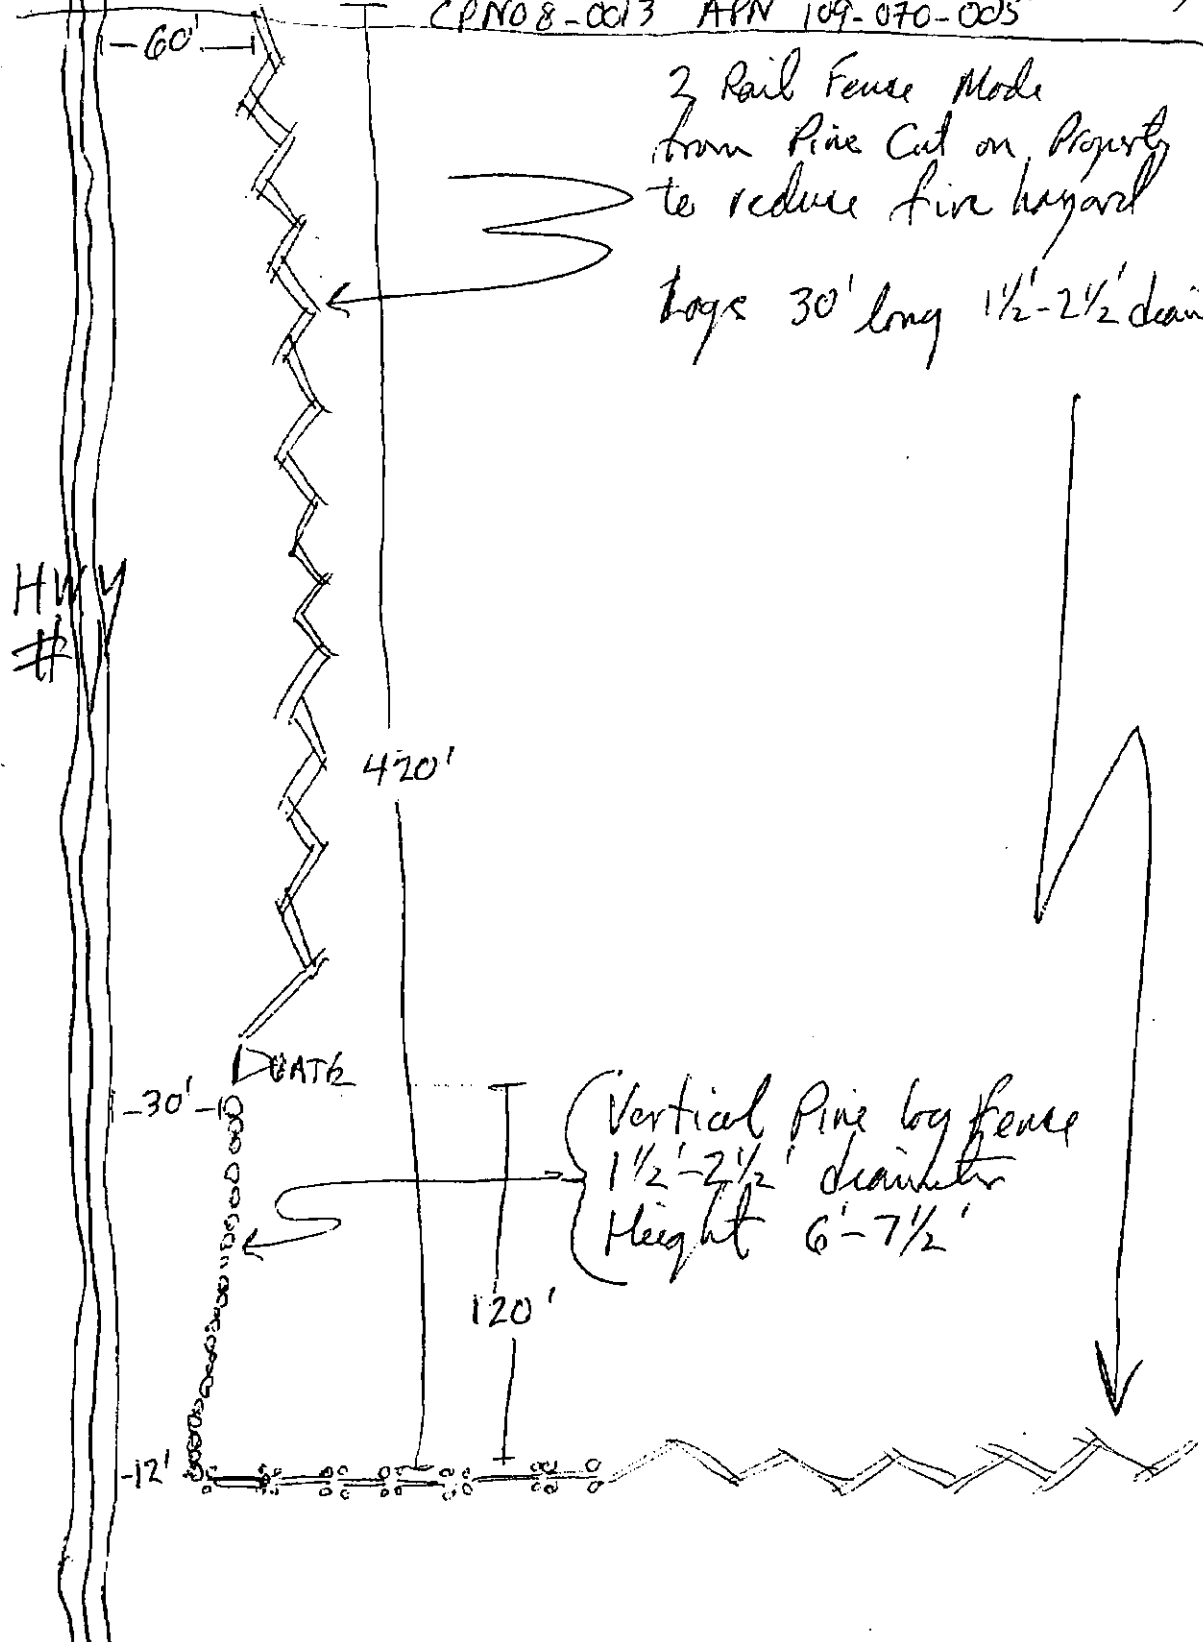 CPN08-0013 APN 109-070-005
60'
2 Rail Fense Made
from Pine Cut on Property
to reduce fire hazard
Logs 30' long 1½'-2½' diam
HWY
#
420'
GATE
30'
Vertical Pine log fense
1½'-2½' diameter
Height 6'-7½'
120'
12'